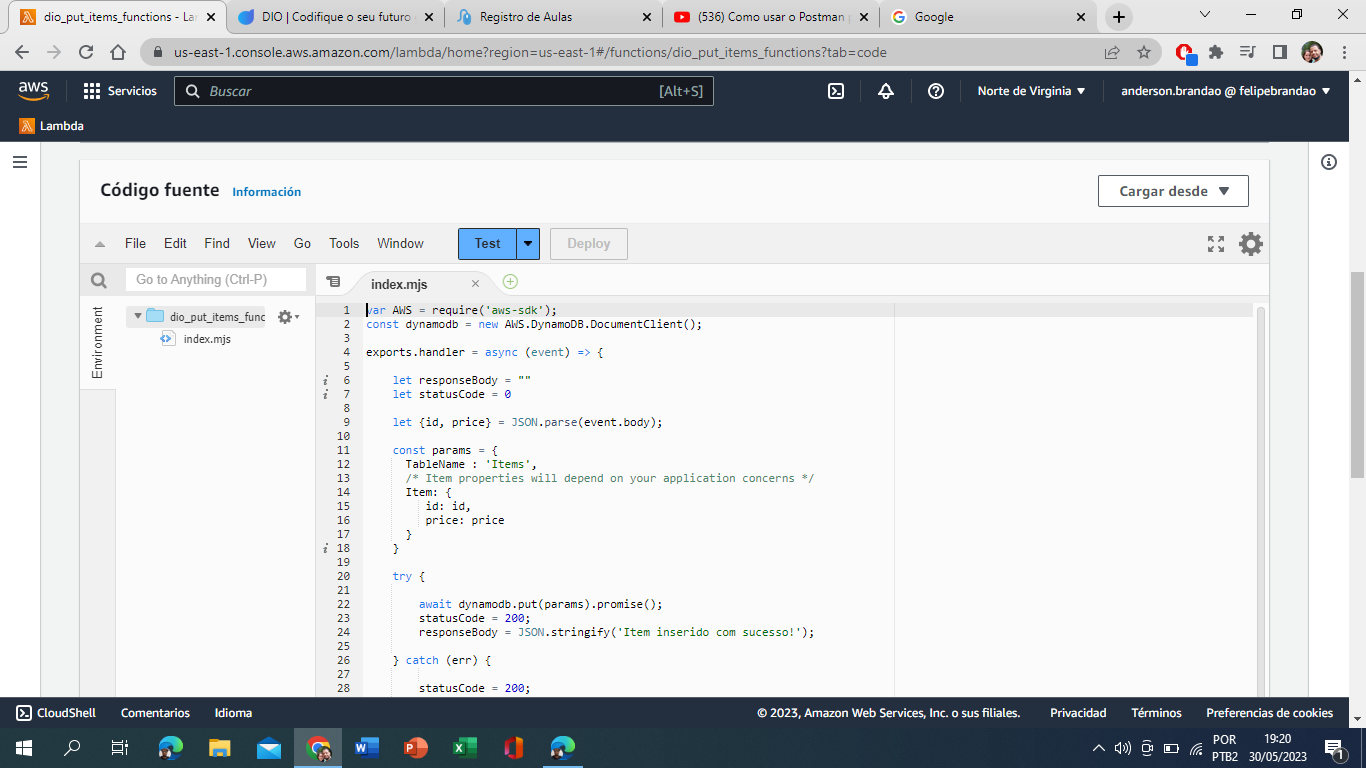 dio_put_items_functions - La
DIO | Codifique o seu futuro
Registro de Aulas
(536) Como usar o Postman
Google
us-east-1.console.aws.amazon.com/lambda/home?region=us-east-1#/functions/dio_put_items_functions?tab=code
aws
Servicios
Buscar
[Alt+S]
Norte de Virginia
anderson.brandao @ felipebrandao
Lambda
Código fuente
Información
Cargar desde
File
Edit
Find
View
Go
Tools
Window
Test
Deploy
Go to Anything (Ctrl-P)
index.mjs
Environment
dio_put_items_func
index.mjs
1 var AWS = require('aws-sdk');
2 const dynamodb = new AWS.DynamoDB.DocumentClient();
3
4 exports.handler = async (event) => {
5
6 let responseBody = ""
7 let statusCode = 0
8
9 let {id, price} = JSON.parse(event.body);
10
11 const params = {
12 TableName : 'Items',
13 /* Item properties will depend on your application concerns */
14 Item: {
15 id: id,
16 price: price
17 }
18 }
19
20 try {
21
22 await dynamodb.put(params).promise();
23 statusCode = 200;
24 responseBody = JSON.stringify('Item inserido com sucesso!');
25
26 } catch (err) {
27
28 statusCode = 200;
CloudShell
Comentarios
Idioma
© 2023, Amazon Web Services, Inc. o sus filiales.
Privacidad
Términos
Preferencias de cookies
POR
PTB2
19:20
30/05/2023
1